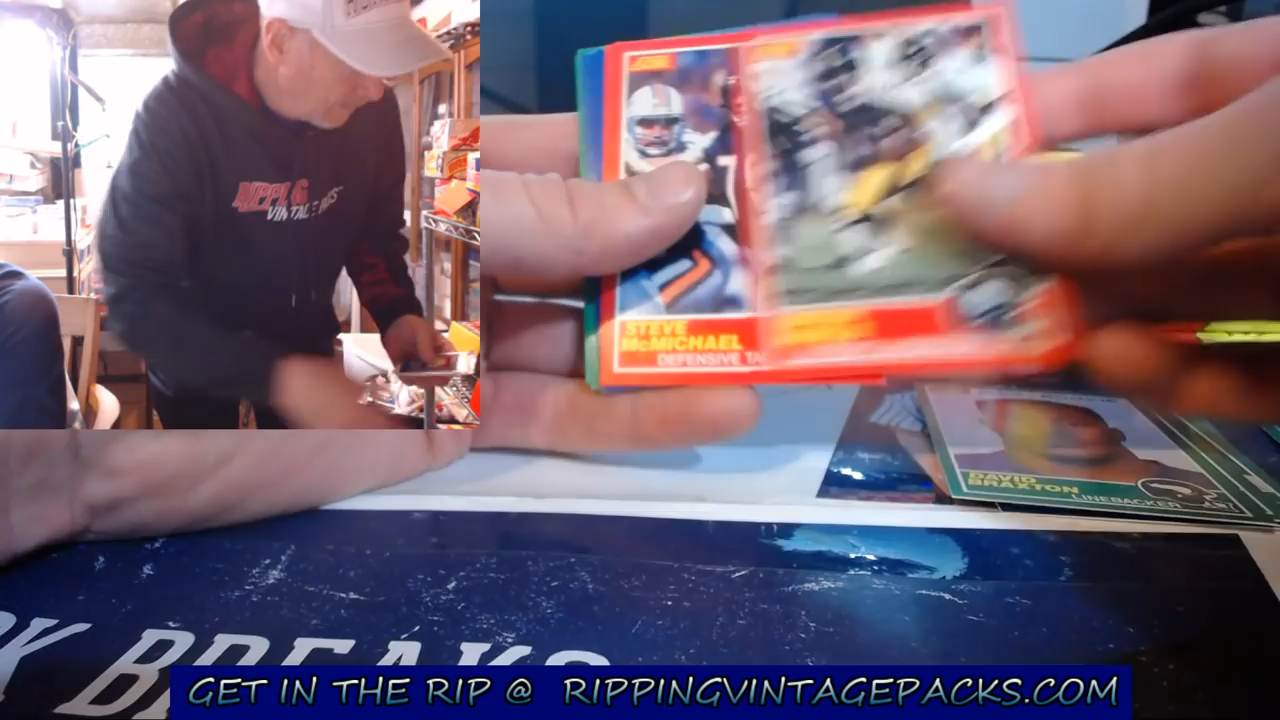 RIPPING
VINTAGE PACKS
SCORE
STEVE
McMICHAEL
DEFENSIVE TA
DAVID
BRAXTON
LINEBACKER
K BREAKS
GET IN THE RIP @ RIPPINGVINTAGEPACKS.COM